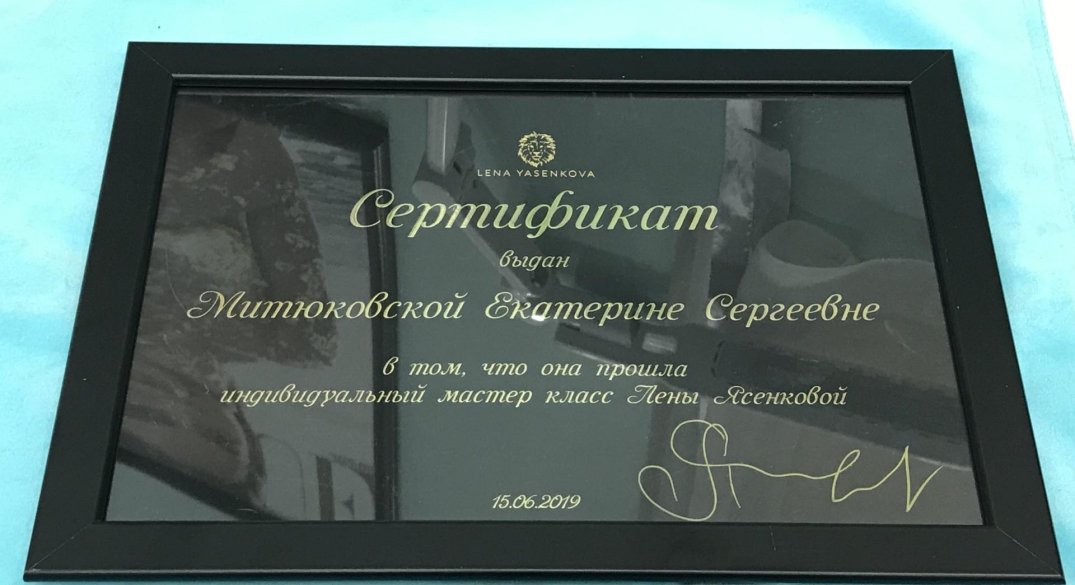 LENA YASENKOVA
Сертификат
выдан
Митюковской Екатерине Сергеевне
в том, что она прошла
индивидуальный мастер класс Лены Ясенковой
15.06.2019